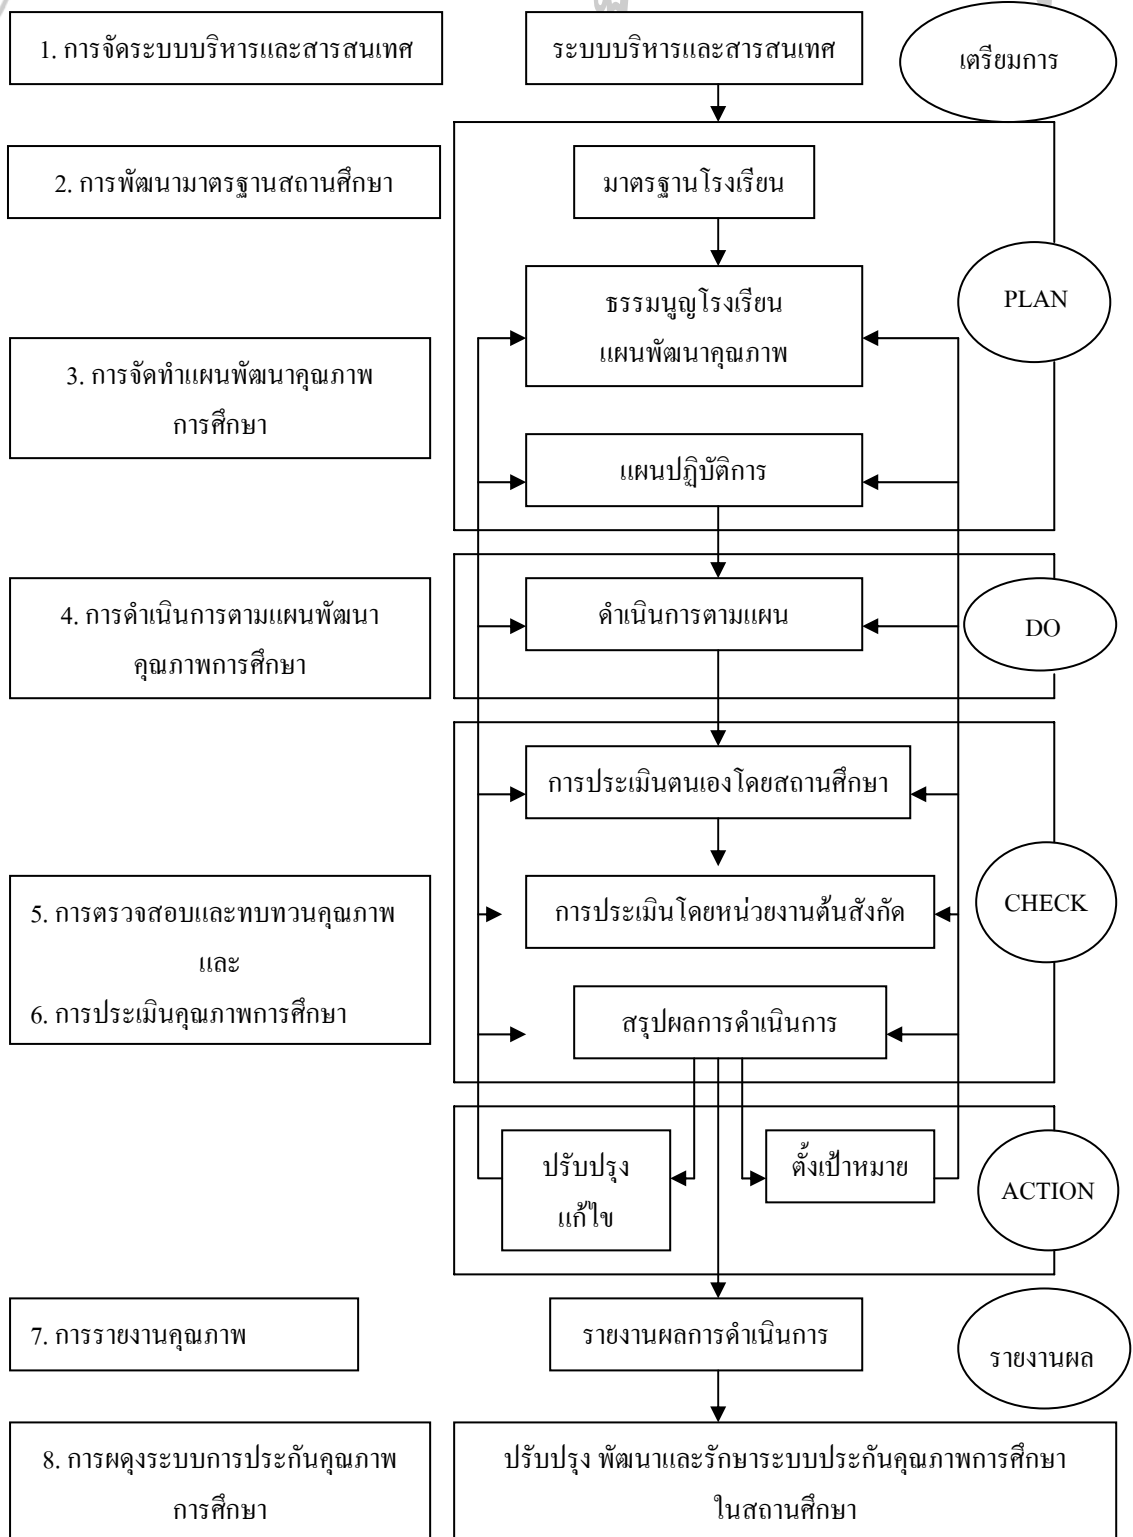 1. การจัดระบบบริหารและสารสนเทศ
ระบบบริหารและสารสนเทศ
เตรียมการ
2. การพัฒนามาตรฐานสถานศึกษา
มาตรฐานโรงเรียน
PLAN
ธรรมนูญโรงเรียน
แผนพัฒนาคุณภาพ
3. การจัดทำแผนพัฒนาคุณภาพ
การศึกษา
แผนปฏิบัติการ
4. การดำเนินการตามแผนพัฒนา
คุณภาพการศึกษา
ดำเนินการตามแผน
DO
การประเมินตนเองโดยสถานศึกษา
5. การตรวจสอบและทบทวนคุณภาพ
และ
6. การประเมินคุณภาพการศึกษา
การประเมินโดยหน่วยงานต้นสังกัด
CHECK
สรุปผลการดำเนินการ
ปรับปรุง
แก้ไข
ตั้งเป้าหมาย
ACTION
7. การรายงานคุณภาพ
รายงานผลการดำเนินการ
รายงานผล
8. การผดุงระบบการประกันคุณภาพ
การศึกษา
ปรับปรุง พัฒนาและรักษาระบบประกันคุณภาพการศึกษา
ในสถานศึกษา